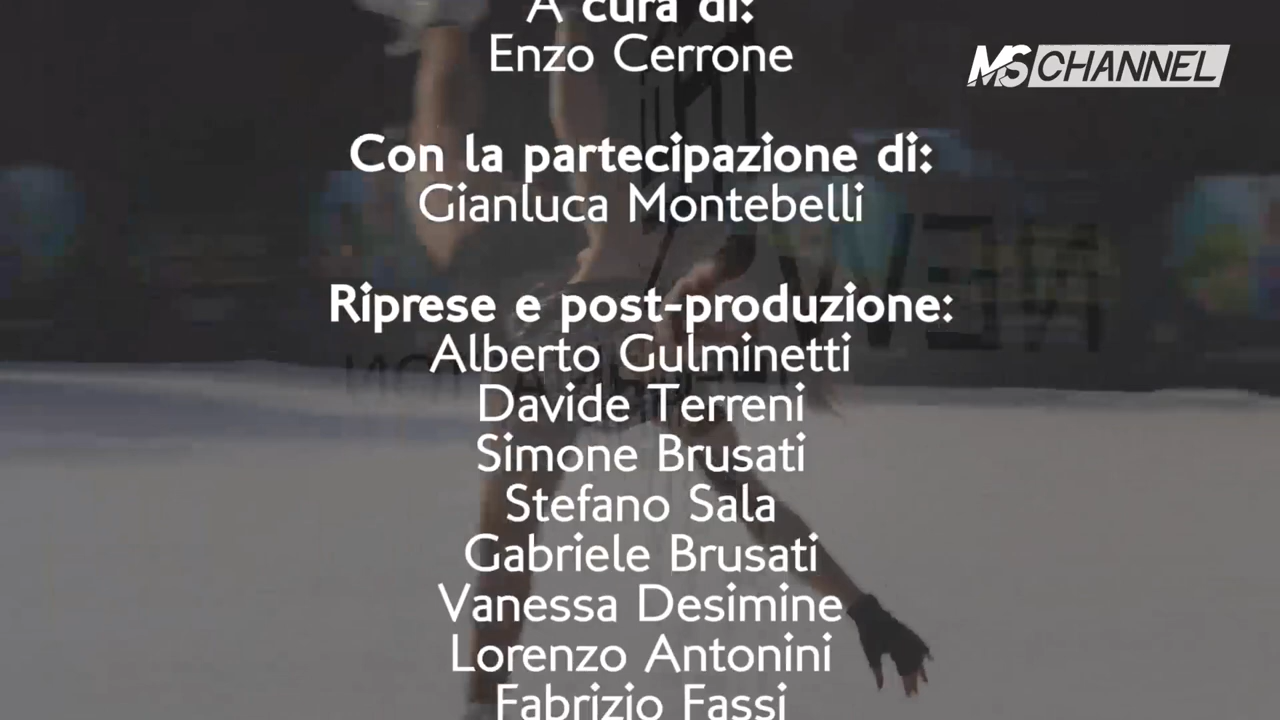 A cura di:
Enzo Cerrone
MS CHANNEL
Con la partecipazione di:
Gianluca Montebelli
Riprese e post-produzione:
Alberto Gulminetti
Davide Terreni
Simone Brusati
Stefano Sala
Gabriele Brusati
Vanessa Desimine
Lorenzo Antonini
Fabrizio Fassi